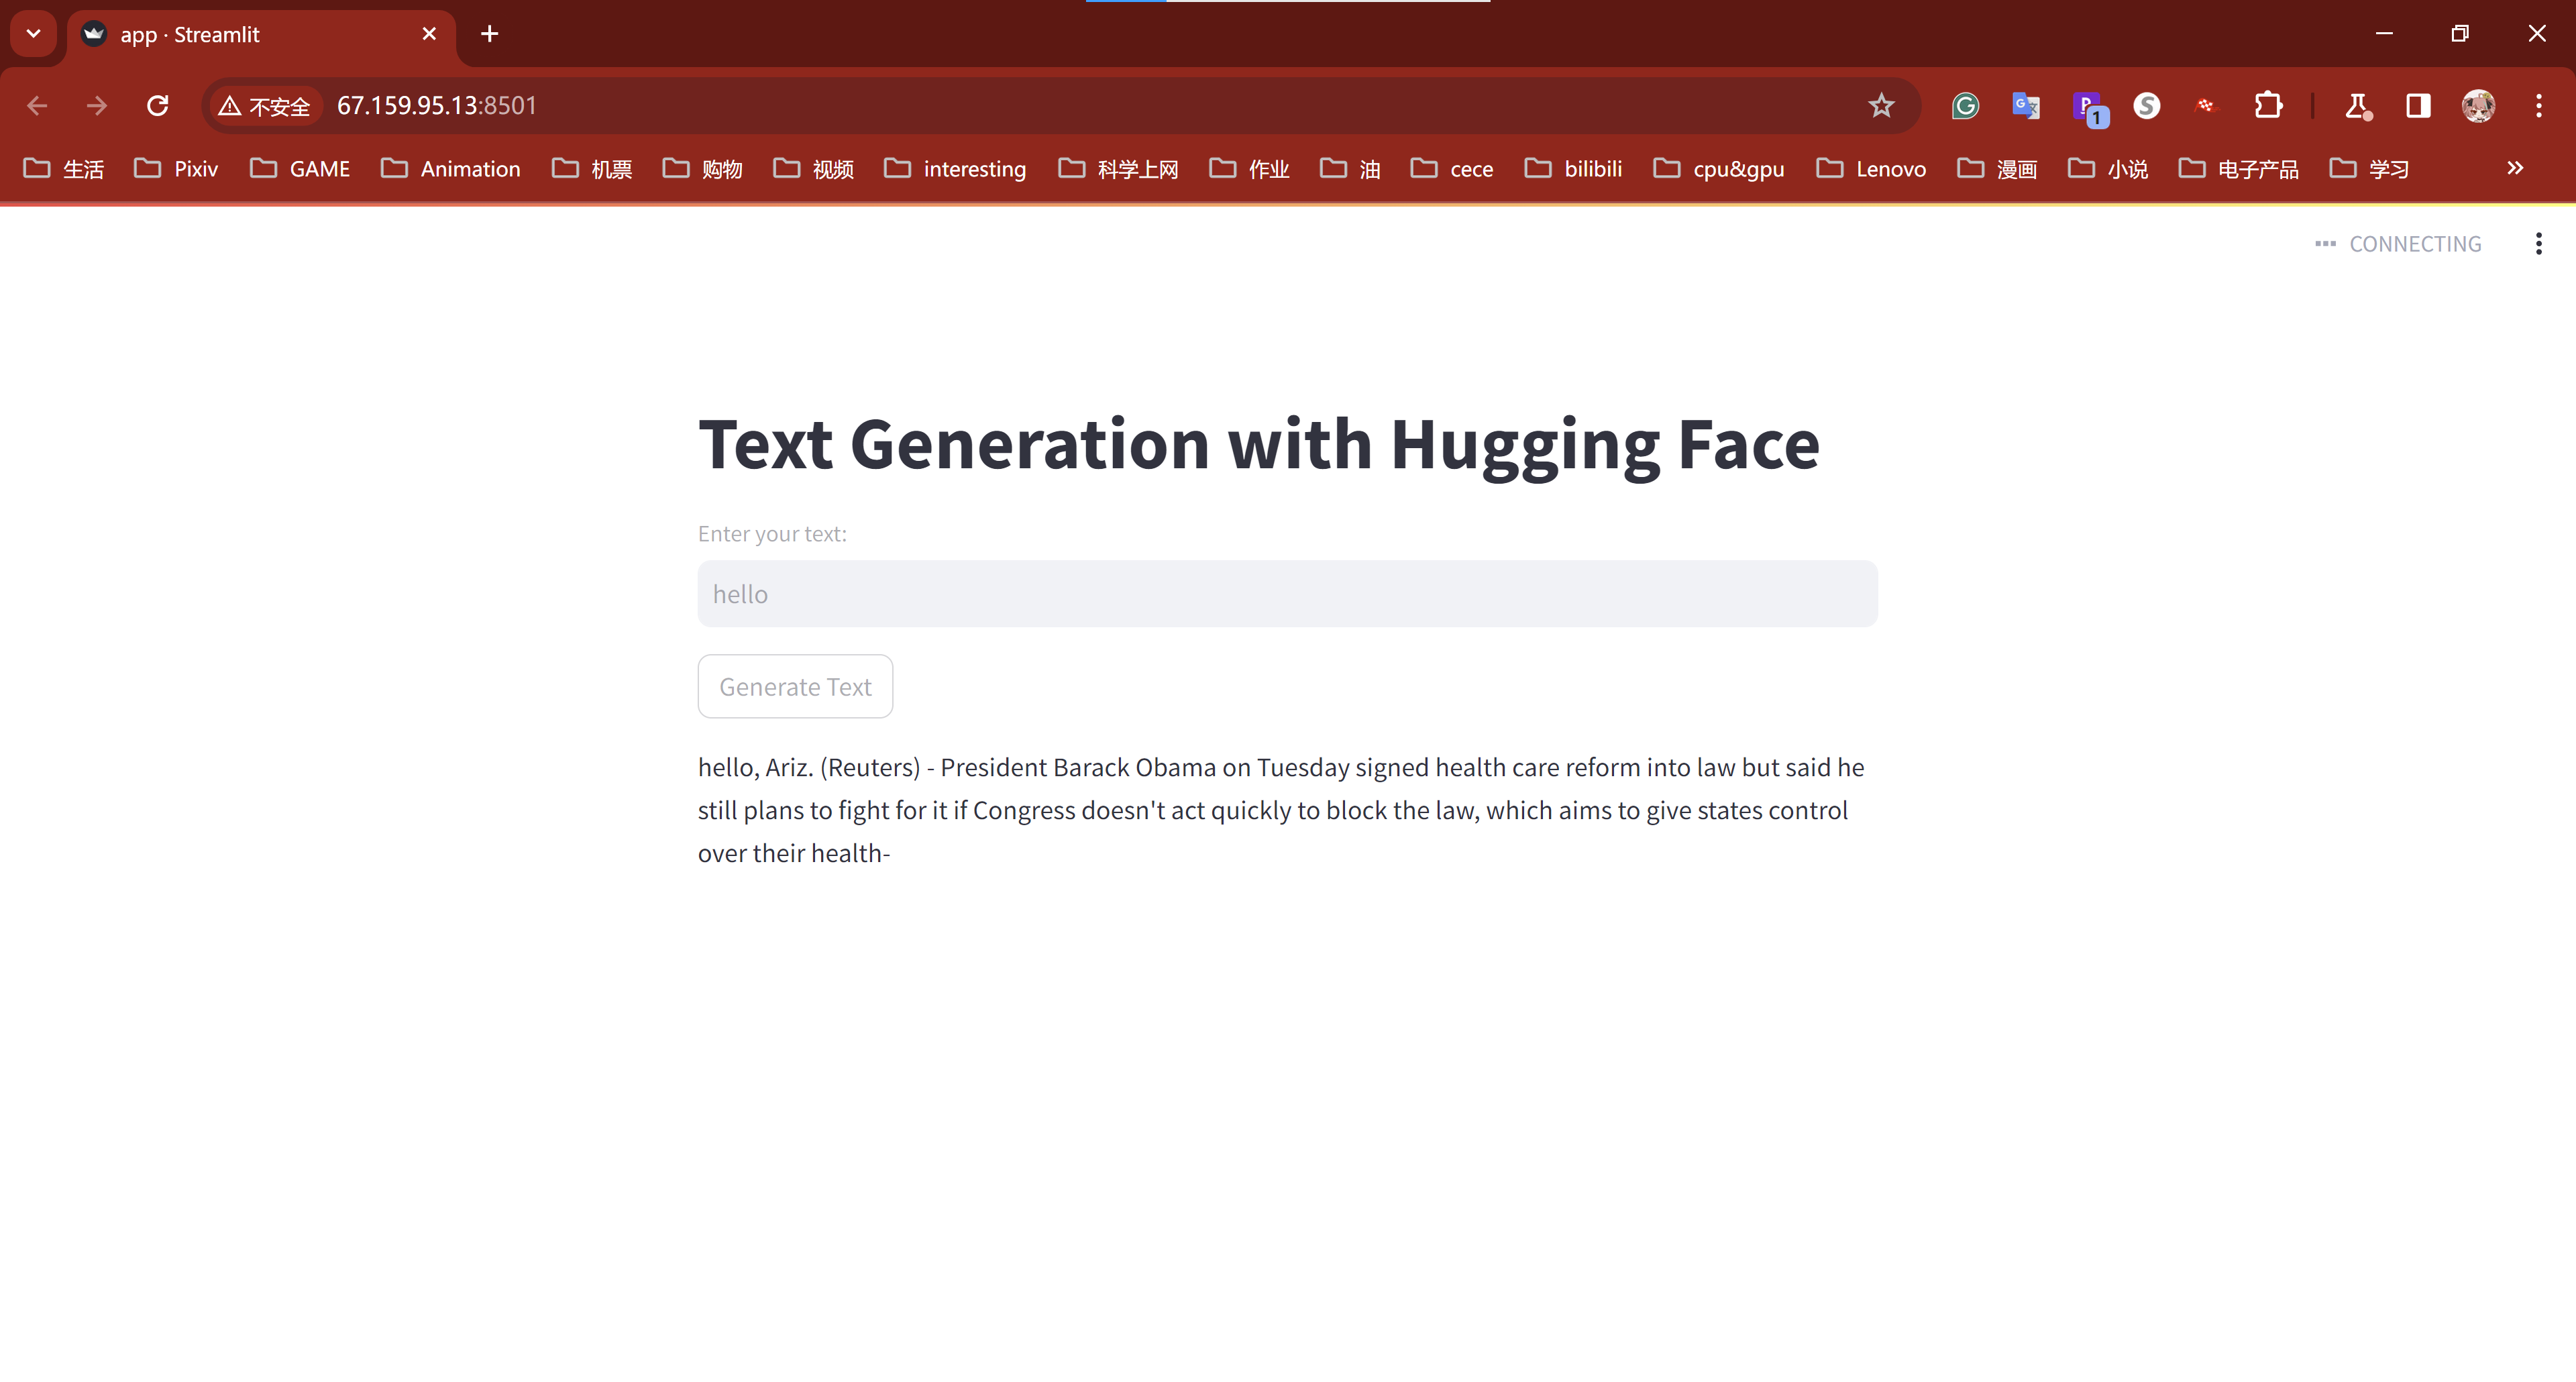 app · Streamlit
不安全
67.159.95.13:8501
1
生活
Pixiv
GAME
Animation
机票
购物
视频
interesting
科学上网
作业
油
cece
bilibili
cpu&gpu
Lenovo
漫画
小说
电子产品
学习
CONNECTING
Text Generation with Hugging Face
Enter your text:
hello
Generate Text
hello, Ariz. (Reuters) - President Barack Obama on Tuesday signed health care reform into law but said he
still plans to fight for it if Congress doesn't act quickly to block the law, which aims to give states control
over their health-